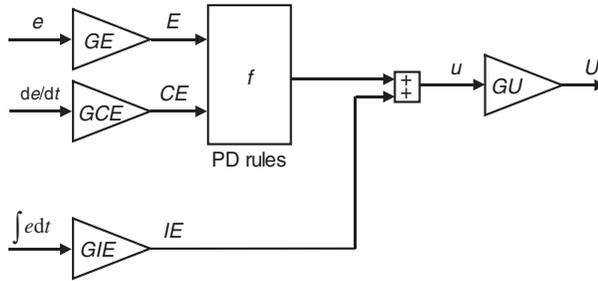 e
GE
E
f
de/dt
GCE
CE
PD rules
+
+
u
GU
U
∫edt
GIE
IE